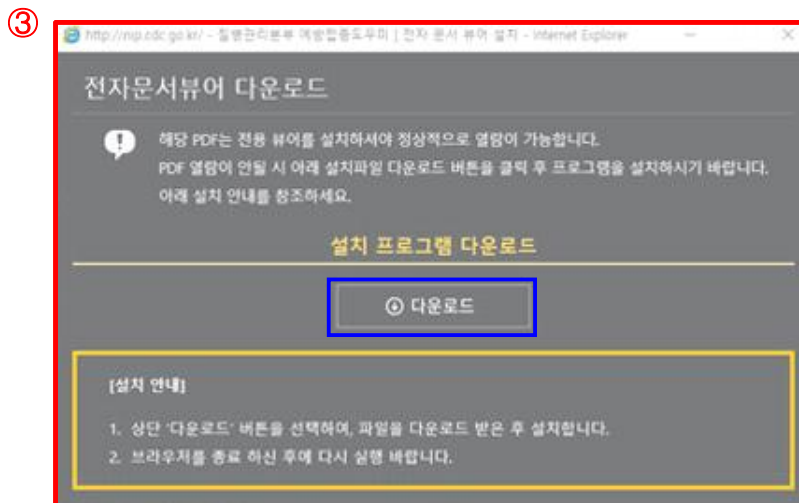 ③
http://nip.cdc.go.kr/ - 질병관리본부 예방접종도우미 | 전자 문서 뷰어 설치 - Internet Explorer
전자문서뷰어 다운로드
해당 PDF는 전용 뷰어를 설치하셔야 정상적으로 열람이 가능합니다.
PDF 열람이 안될 시 아래 설치파일 다운로드 버튼을 클릭 후 프로그램을 설치하시기 바랍니다.
아래 설치 안내를 참조하세요.
설치 프로그램 다운로드
다운로드
[설치 안내]
1. 상단 '다운로드' 버튼을 선택하여, 파일을 다운로드 받은 후 설치합니다.
2. 브라우저를 종료 하신 후에 다시 실행 바랍니다.